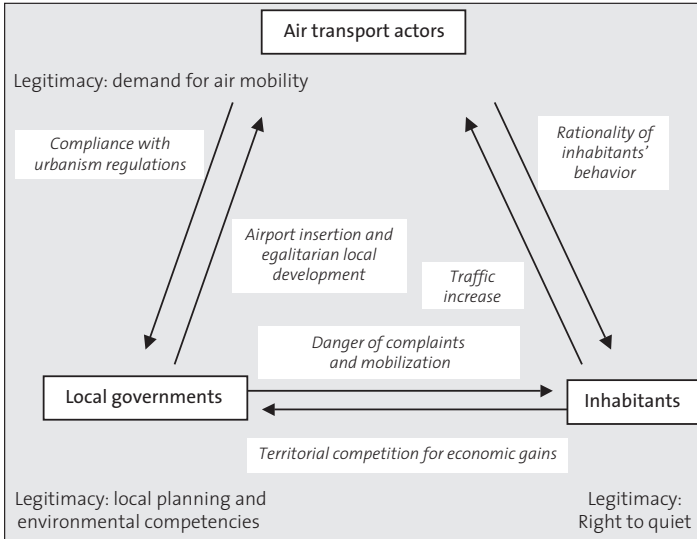 Air transport actors
Legitimacy: demand for air mobility
Compliance with
urbanism regulations
Rationality of
inhabitants’
behavior
Airport insertion and
egalitarian local
development
Traffic
increase
Danger of complaints
and mobilization
Local governments
Inhabitants
Territorial competition for economic gains
Legitimacy: local planning and
environmental competencies
Legitimacy:
Right to quiet